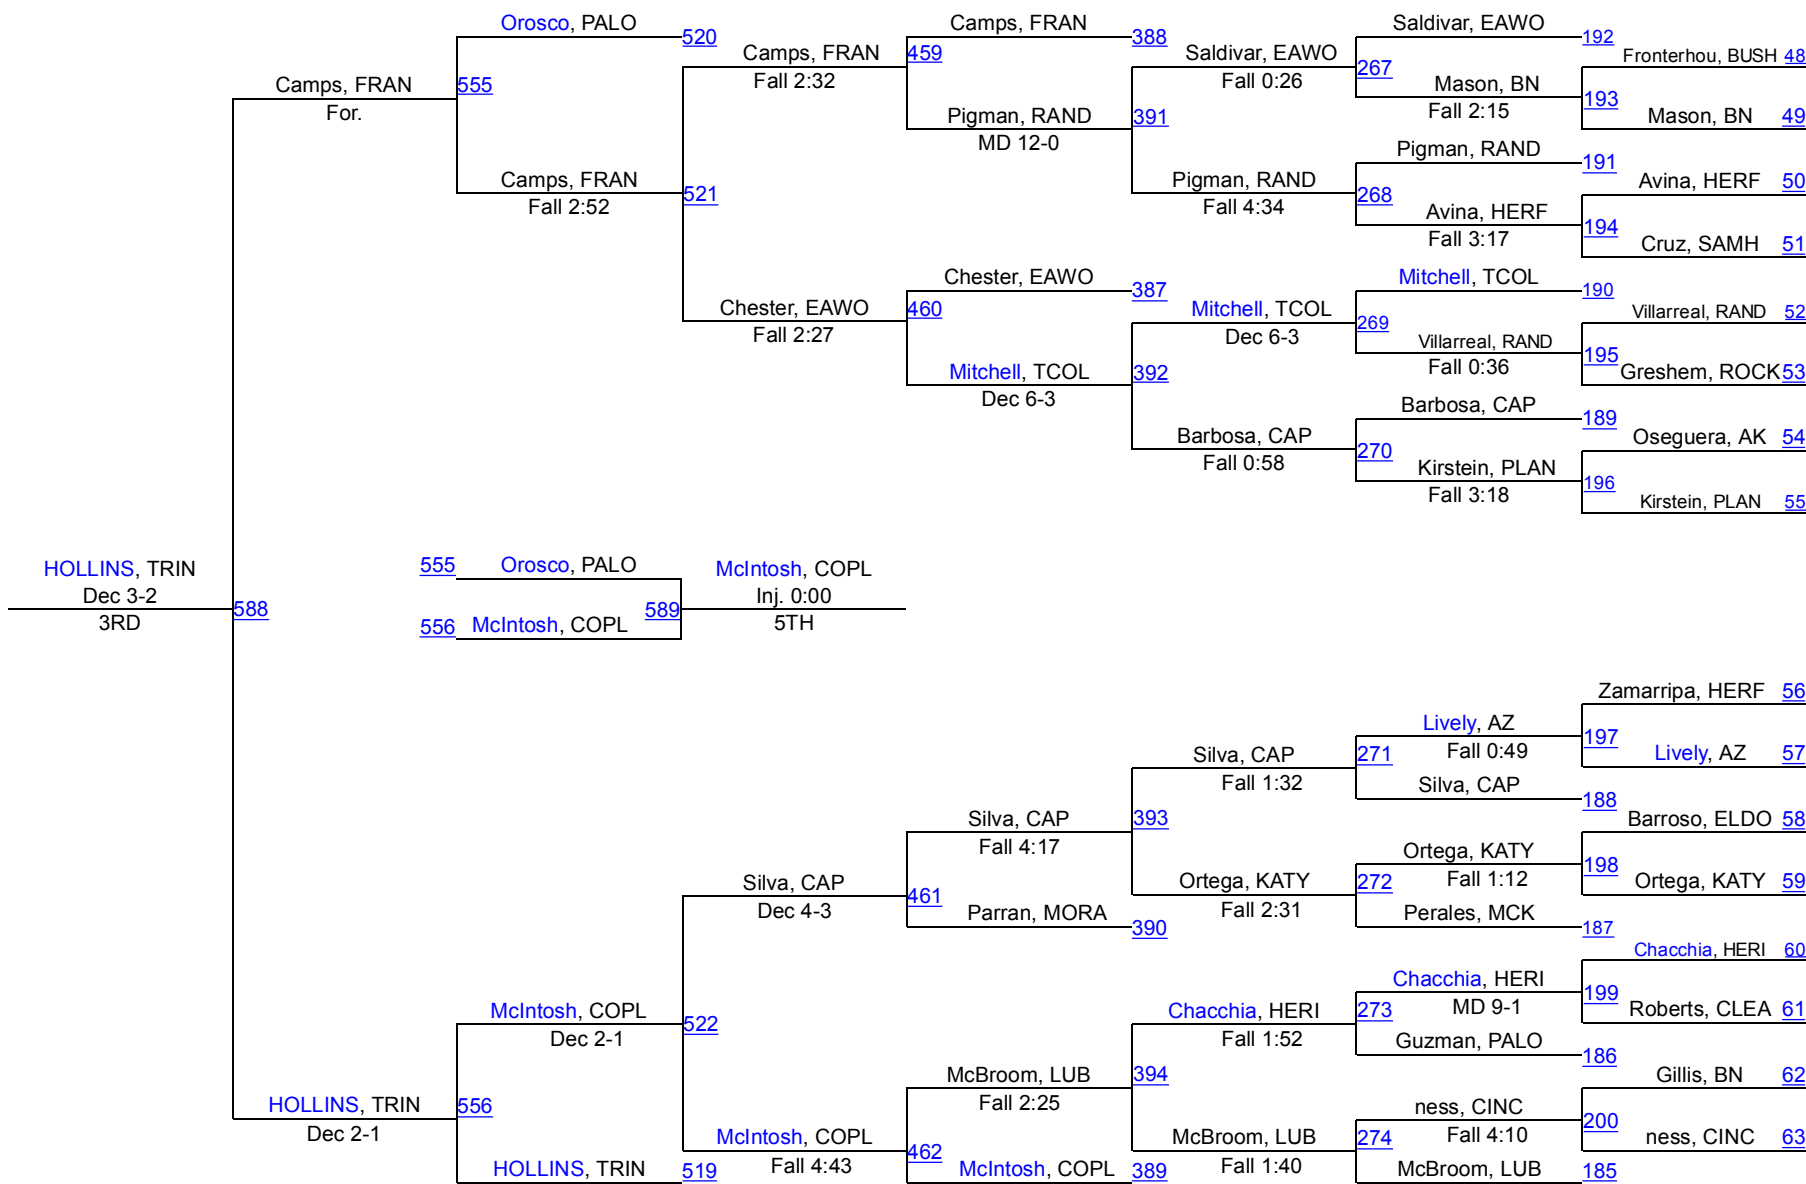 Orosco, PALO
520
Camps, FRAN
388
Saldivar, EAWO
192
Camps, FRAN
Fall 2:32
459
Saldivar, EAWO
Fall 0:26
267
Fronterhou, BUSH 48
Camps, FRAN
For.
555
Mason, BN
Fall 2:15
193
Pigman, RAND
MD 12-0
391
Mason, BN 49
Pigman, RAND
191
Camps, FRAN
Fall 2:52
521
Pigman, RAND
Fall 4:34
268
Avina, HERF 50
Avina, HERF
Fall 3:17
194
Cruz, SAMH 51
Chester, EAWO
387
Mitchell, TCOL
190
Chester, EAWO
Fall 2:27
460
Mitchell, TCOL
Dec 6-3
269
Villarreal, RAND 52
Villarreal, RAND
Fall 0:36
195
Mitchell, TCOL
Dec 6-3
392
Greshem, ROCK 53
Barbosa, CAP
189
Barbosa, CAP
Fall 0:58
270
Oseguera, AK 54
Kirstein, PLAN
Fall 3:18
196
Kirstein, PLAN 55
HOLLINS, TRIN
Dec 3-2
3RD
588
555 Orosco, PALO
556 McIntosh, COPL
589
McIntosh, COPL
Inj. 0:00
5TH
Zamarripa, HERF 56
Lively, AZ
Fall 0:49
197
Silva, CAP
Fall 1:32
271
Lively, AZ 57
Silva, CAP
188
Silva, CAP
Fall 4:17
393
Barroso, ELDO 58
Ortega, KATY
Fall 1:12
198
Silva, CAP
Dec 4-3
461
Ortega, KATY
Fall 2:31
272
Ortega, KATY 59
Parran, MORA
390
Perales, MCK
187
Chacchia, HERI 60
Chacchia, HERI
MD 9-1
199
McIntosh, COPL
Dec 2-1
522
Chacchia, HERI
Fall 1:52
273
Roberts, CLEA 61
Guzman, PALO
186
McBroom, LUB
Fall 2:25
394
Gillis, BN 62
HOLLINS, TRIN
Dec 2-1
556
ness, CINC
Fall 4:10
200
McIntosh, COPL
Fall 4:43
462
McBroom, LUB
Fall 1:40
274
ness, CINC 63
HOLLINS, TRIN
519
McIntosh, COPL
389
McBroom, LUB
185